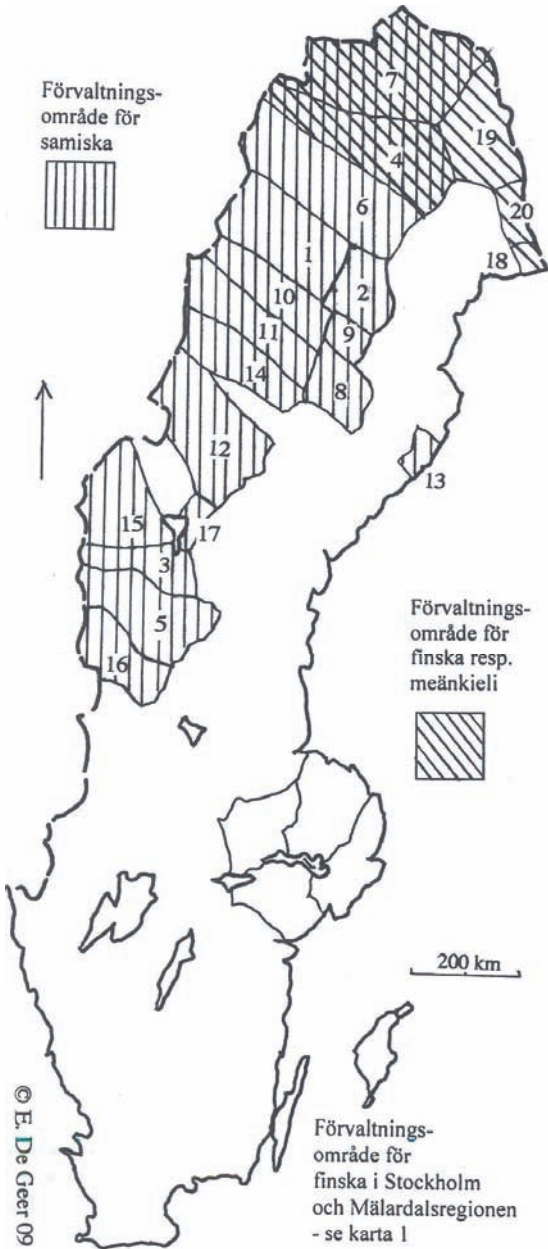 Förvaltnings-
område för
samiska
7
19
4
20
6
18
1
2
10
9
11
14
8
12
13
17
15
3
5
16
Förvaltnings-
område för
finska resp.
meänkieli
200 km
Förvaltnings-
område för
finska i Stockholm
och Mälardalsregionen
- se karta 1
© E. De Geer 09